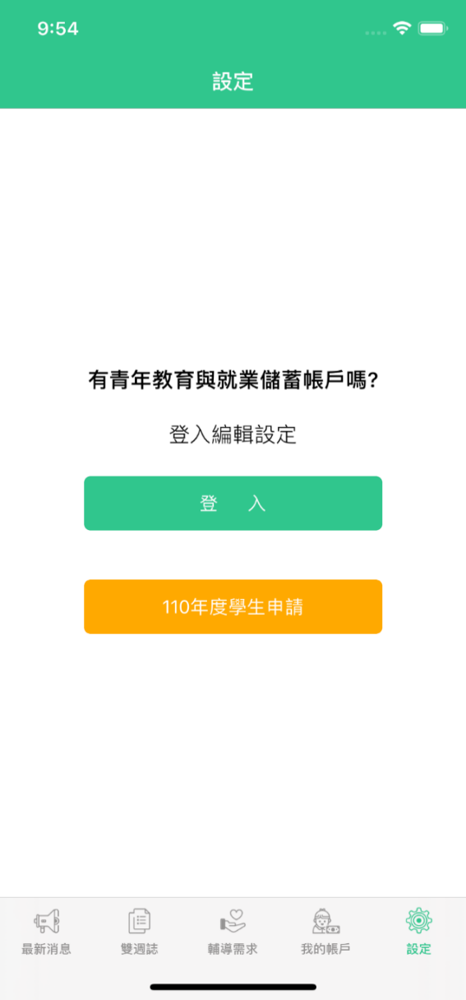 9:54
設定
有青年教育與就業儲蓄帳戶嗎?
登入編輯設定
登 入
110年度學生申請
最新消息
雙週誌
輔導需求
我的帳戶
設定